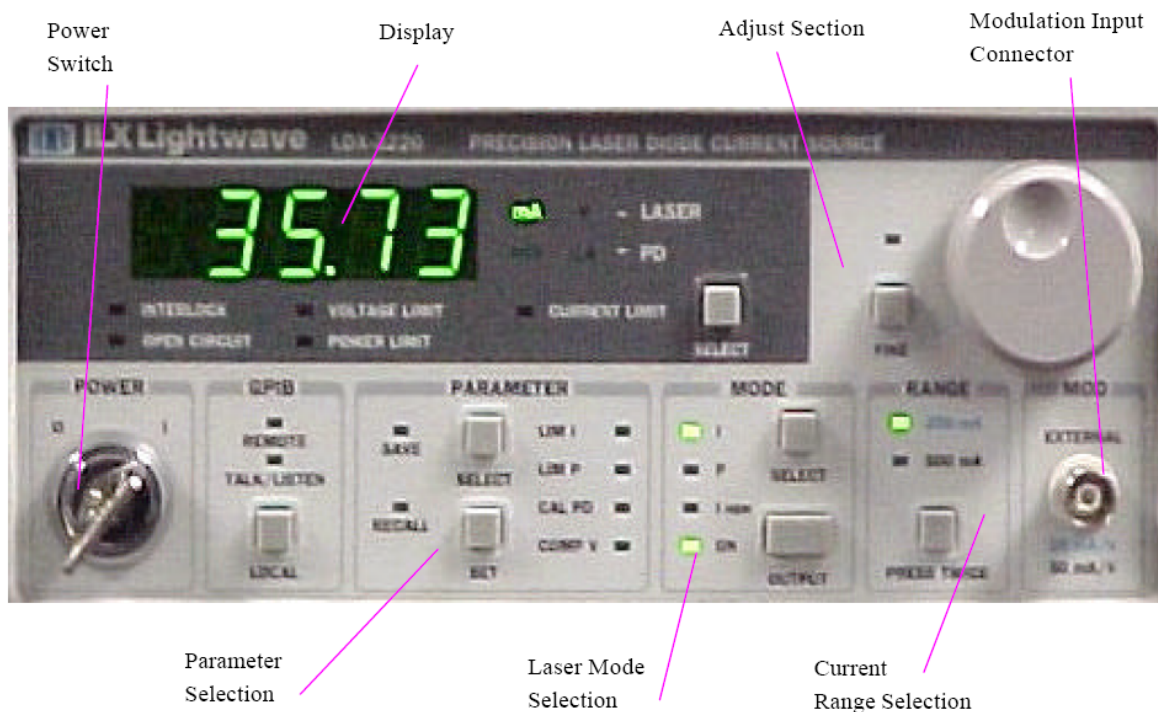 Power
Switch
Display
Adjust Section
Modulation Input
Connector
ILX Lightwave
PRECISION LASER DIODE CURRENT SOURCE
35.73
mA
LASER
PD
INTERLOCK
VOLTAGE LIMIT
CURRENT LIMIT
OPEN CIRCUIT
POWER LIMIT
SELECT
FINE
POWER
GPIB
PARAMETER
MODE
RANGE
MOD
REMOTE
SAVE
SELECT
LIM I
I
EXTERNAL
TALK/LISTEN
LIM P
P
SELECT
500 mA
RECALL
CAL PD
I
LOCAL
SET
COMP V
ON
OUTPUT
PRESS TWICE
50 mA/V
Parameter
Selection
Laser Mode
Selection
Current
Range Selection